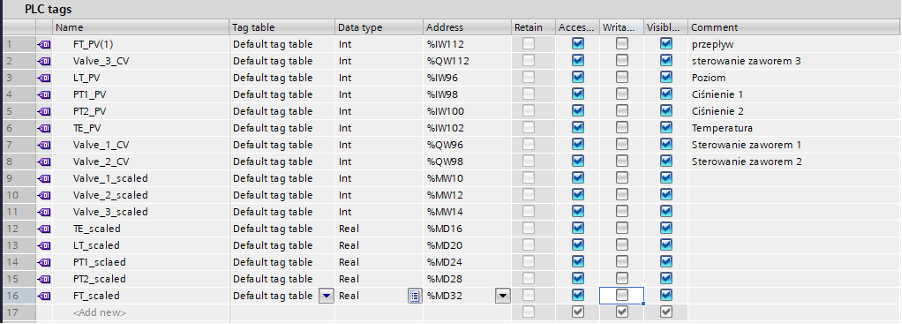 PLC tags
Name Tag table Data type Address Retain Acces... Writa... Visibl... Comment
1 FT_PV(1) Default tag table Int %IW112 przepływ
2 Valve_3_CV Default tag table Int %QW112 sterowanie zaworem 3
3 LT_PV Default tag table Int %IW96 Poziom
4 PT1_PV Default tag table Int %IW98 Ciśnienie 1
5 PT2_PV Default tag table Int %IW100 Ciśnienie 2
6 TE_PV Default tag table Int %IW102 Temperatura
7 Valve_1_CV Default tag table Int %QW96 Sterowanie zaworem 1
8 Valve_2_CV Default tag table Int %QW98 Sterowanie zaworem 2
9 Valve_1_scaled Default tag table Int %MW10
10 Valve_2_scaled Default tag table Int %MW12
11 Valve_3_scaled Default tag table Int %MW14
12 TE_scaled Default tag table Real %MD16
13 LT_scaled Default tag table Real %MD20
14 PT1_sclaed Default tag table Real %MD24
15 PT2_scaled Default tag table Real %MD28
16 FT_scaled Default tag table Real %MD32
17 <Add new>